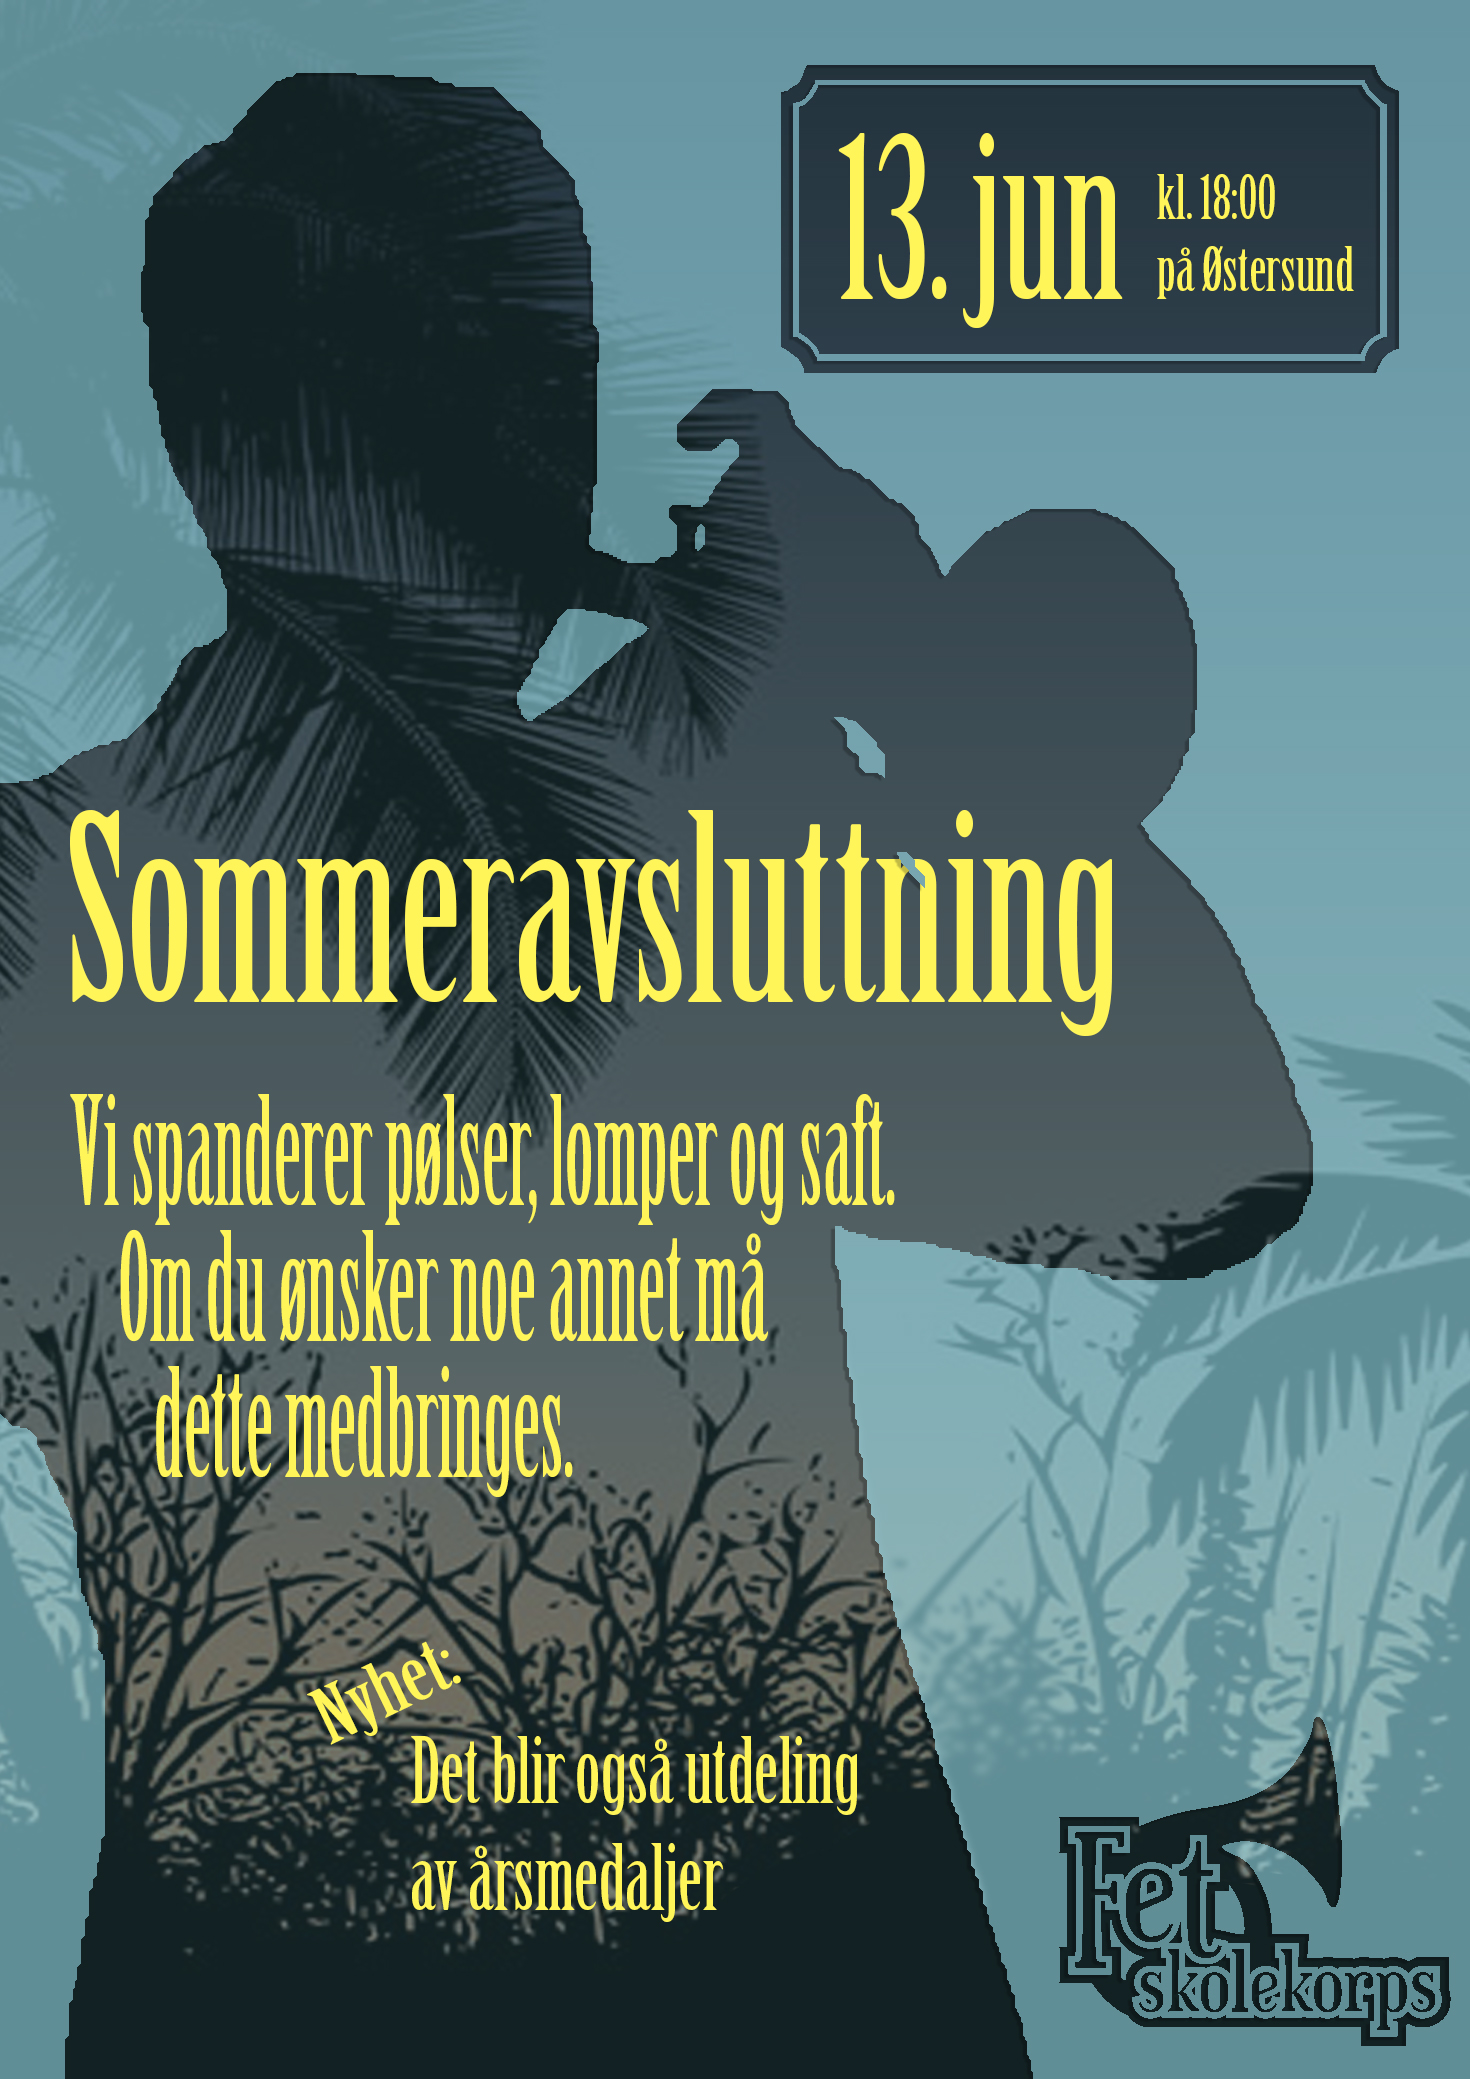 13. jun
kl. 18:00
på Østersund
Sommeravsluttning
Vi spanderer pølser, lomper og saft.
Om du ønsker noe annet må
dette medbringes.
Nyhet:
Det blir også utdeling
av årsmedaljer
Fet
skolekorps